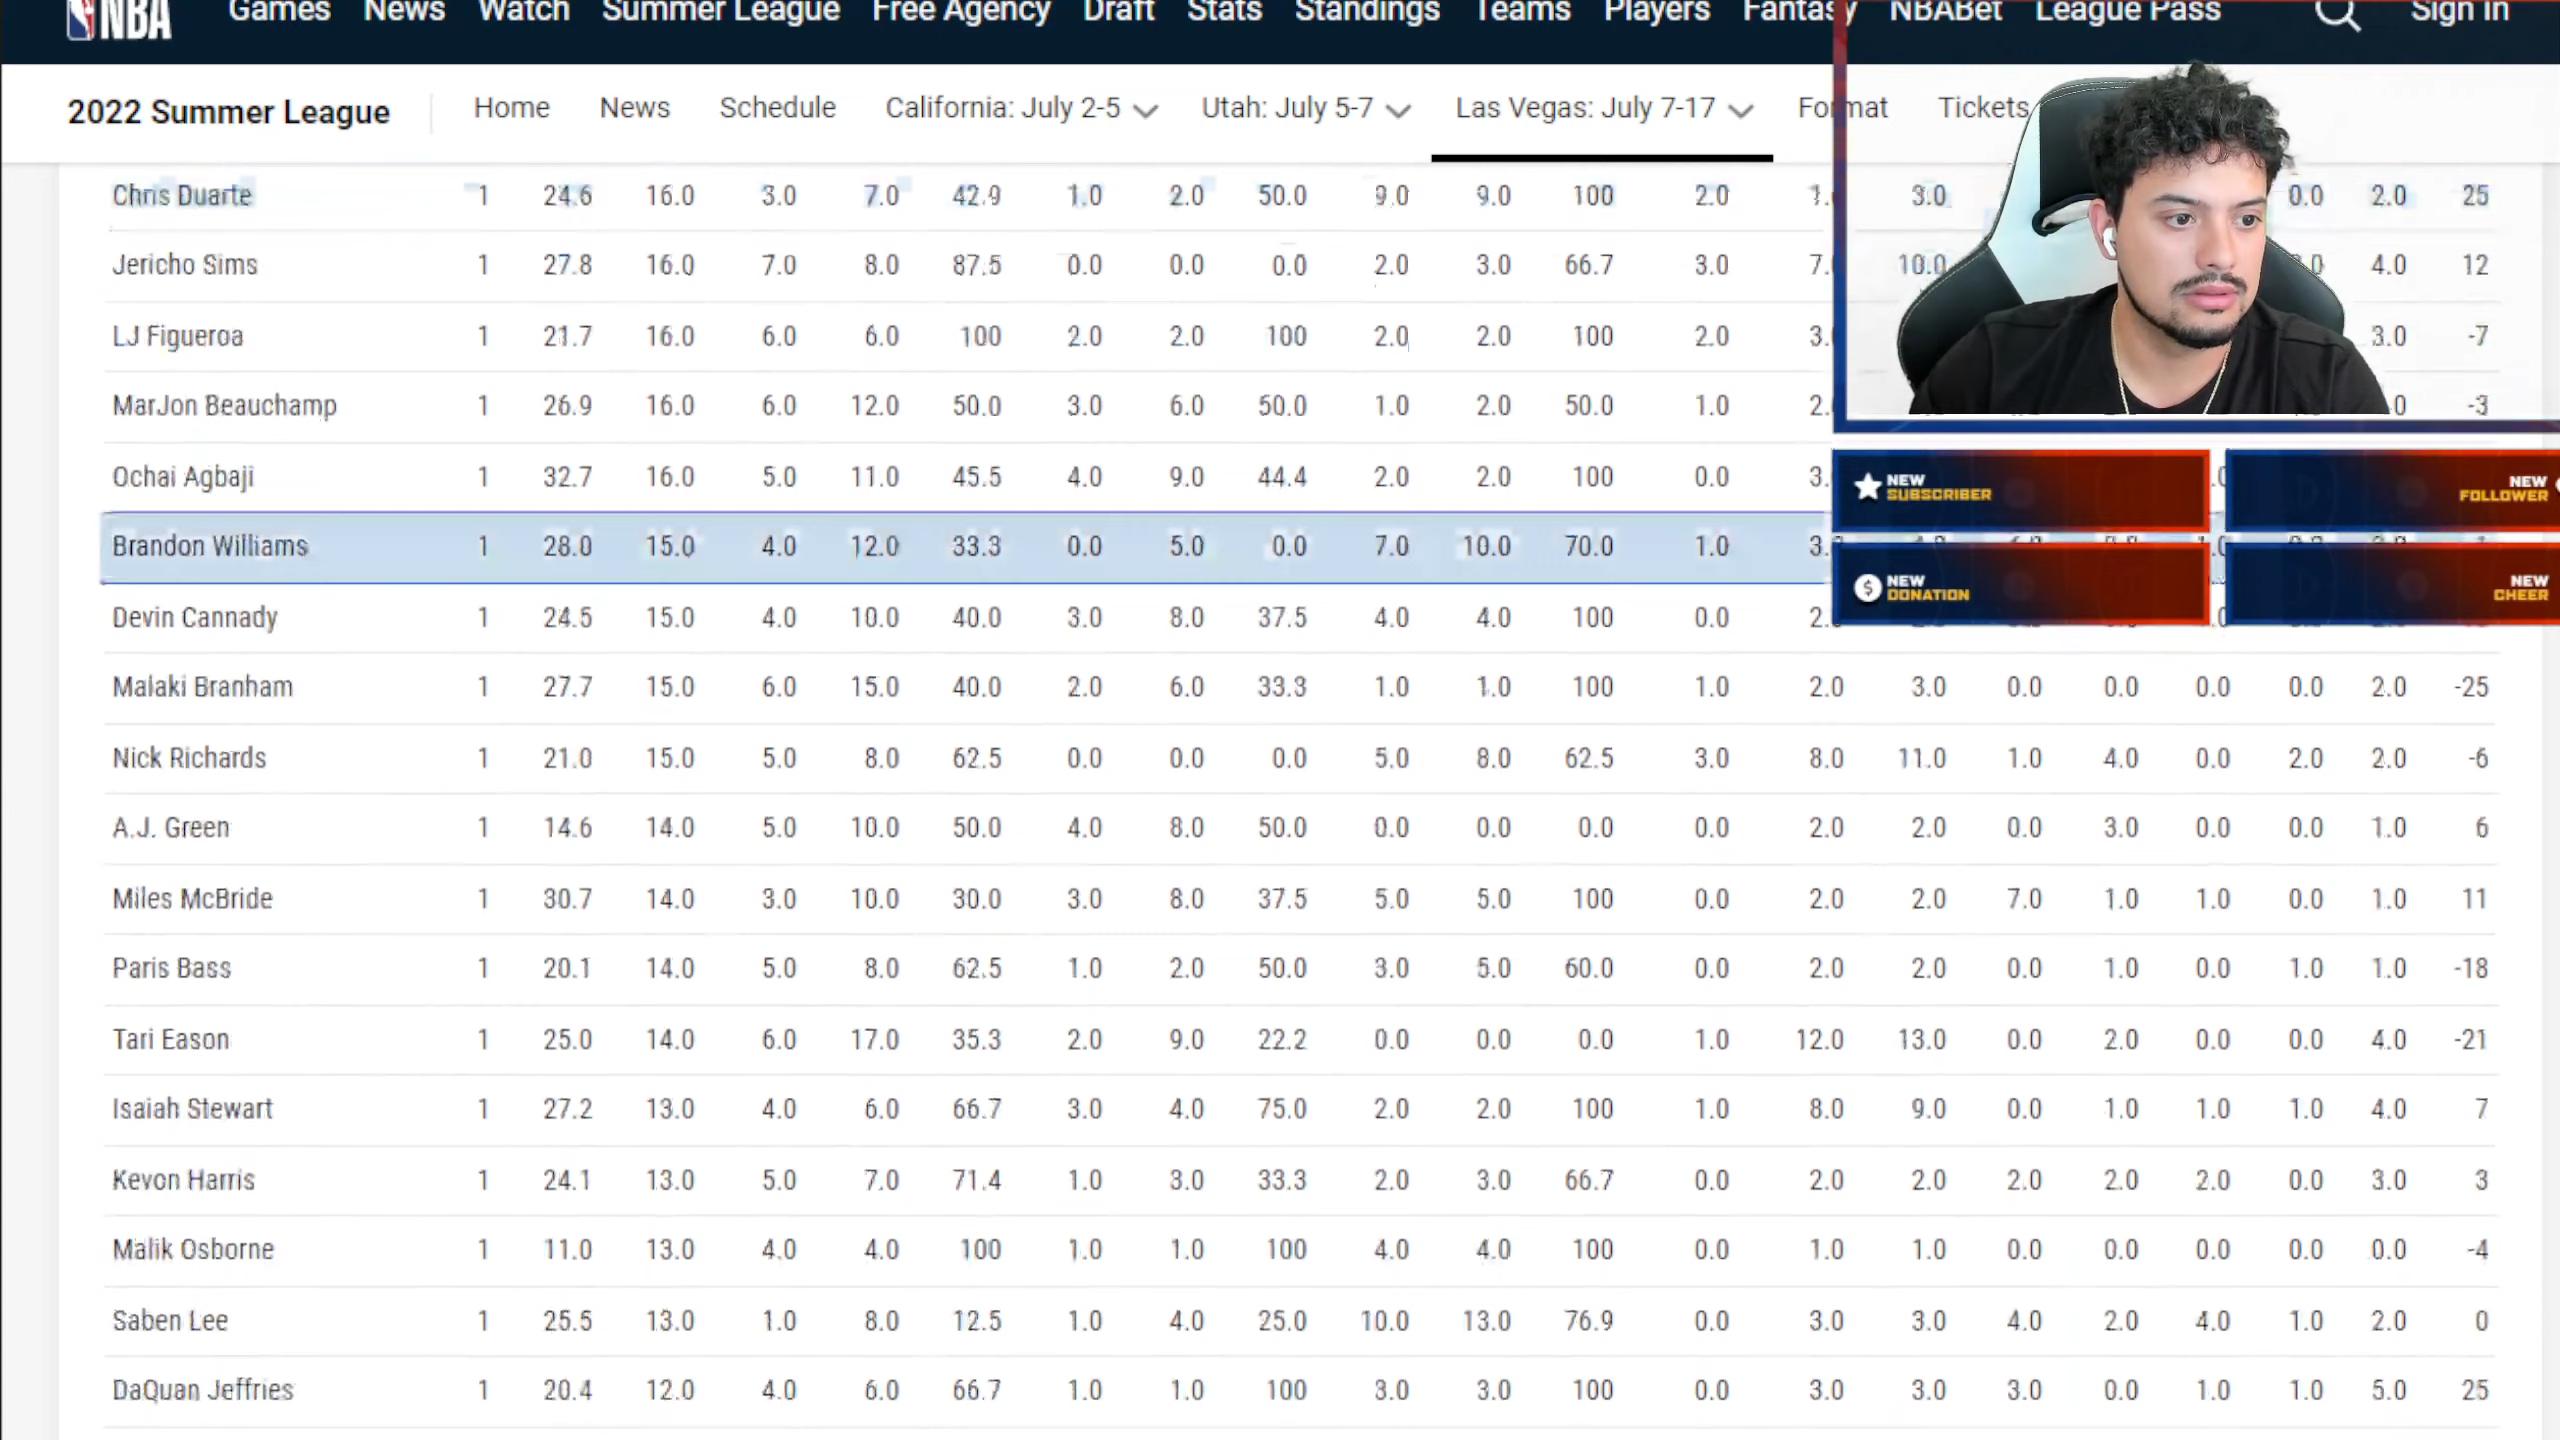 NBA Games News Watch Summer League Free Agency Draft Stats Standings Teams Players Fantasy NBABet League Pass Sign In
2022 Summer League Home News Schedule California: July 2-5 Utah: July 5-7 Las Vegas: July 7-17 Format Tickets
Chris Duarte 1 24.6 16.0 3.0 7.0 42.9 1.0 2.0 50.0 9.0 9.0 100 2.0 1. 3.0 0.0 2.0 25
Jericho Sims 1 27.8 16.0 7.0 8.0 87.5 0.0 0.0 0.0 2.0 3.0 66.7 3.0 7. 10.0 4.0 12
LJ Figueroa 1 21.7 16.0 6.0 6.0 100 2.0 2.0 100 2.0 2.0 100 2.0 3. 3.0 -7
MarJon Beauchamp 1 26.9 16.0 6.0 12.0 50.0 3.0 6.0 50.0 1.0 2.0 50.0 1.0 2. -3
Ochai Agbaji 1 32.7 16.0 5.0 11.0 45.5 4.0 9.0 44.4 2.0 2.0 100 0.0 3.
NEW SUBSCRIBER NEW FOLLOWER
Brandon Williams 1 28.0 15.0 4.0 12.0 33.3 0.0 5.0 0.0 7.0 10.0 70.0 1.0 3.
NEW DONATION NEW CHEER
Devin Cannady 1 24.5 15.0 4.0 10.0 40.0 3.0 8.0 37.5 4.0 4.0 100 0.0 2.
Malaki Branham 1 27.7 15.0 6.0 15.0 40.0 2.0 6.0 33.3 1.0 1.0 100 1.0 2.0 3.0 0.0 0.0 0.0 0.0 2.0 -25
Nick Richards 1 21.0 15.0 5.0 8.0 62.5 0.0 0.0 0.0 5.0 8.0 62.5 3.0 8.0 11.0 1.0 4.0 0.0 2.0 2.0 -6
A.J. Green 1 14.6 14.0 5.0 10.0 50.0 4.0 8.0 50.0 0.0 0.0 0.0 0.0 2.0 2.0 0.0 3.0 0.0 0.0 1.0 6
Miles McBride 1 30.7 14.0 3.0 10.0 30.0 3.0 8.0 37.5 5.0 5.0 100 0.0 2.0 2.0 7.0 1.0 1.0 0.0 1.0 11
Paris Bass 1 20.1 14.0 5.0 8.0 62.5 1.0 2.0 50.0 3.0 5.0 60.0 0.0 2.0 2.0 0.0 1.0 0.0 1.0 1.0 -18
Tari Eason 1 25.0 14.0 6.0 17.0 35.3 2.0 9.0 22.2 0.0 0.0 0.0 1.0 12.0 13.0 0.0 2.0 0.0 0.0 4.0 -21
Isaiah Stewart 1 27.2 13.0 4.0 6.0 66.7 3.0 4.0 75.0 2.0 2.0 100 1.0 8.0 9.0 0.0 1.0 1.0 1.0 4.0 7
Kevon Harris 1 24.1 13.0 5.0 7.0 71.4 1.0 3.0 33.3 2.0 3.0 66.7 0.0 2.0 2.0 2.0 2.0 2.0 0.0 3.0 3
Malik Osborne 1 11.0 13.0 4.0 4.0 100 1.0 1.0 100 4.0 4.0 100 0.0 1.0 1.0 0.0 0.0 0.0 0.0 0.0 -4
Saben Lee 1 25.5 13.0 1.0 8.0 12.5 1.0 4.0 25.0 10.0 13.0 76.9 0.0 3.0 3.0 4.0 2.0 4.0 1.0 2.0 0
DaQuan Jeffries 1 20.4 12.0 4.0 6.0 66.7 1.0 1.0 100 3.0 3.0 100 0.0 3.0 3.0 3.0 0.0 1.0 1.0 5.0 25